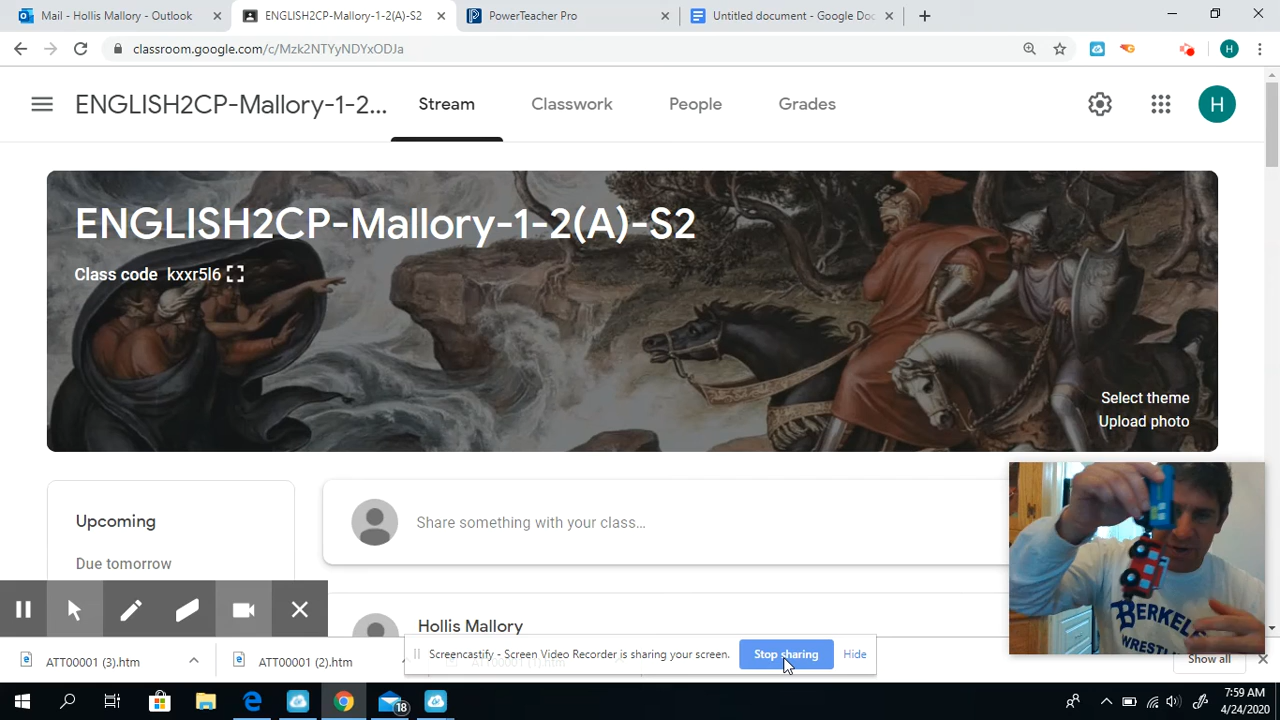 Mail - Hollis Mallory - Outlook
ENGLISH2CP-Mallory-1-2(A)-S2
PowerTeacher Pro
Untitled document - Google Doc
classroom.google.com/c/Mzk2NTYyNDYxODJa
H
ENGLISH2CP-Mallory-1-2...
Stream
Classwork
People
Grades
H
ENGLISH2CP-Mallory-1-2(A)-S2
Class code kxxr5l6
Select theme
Upload photo
Upcoming
Due tomorrow
Share something with your class...
Hollis Mallory
BERKELE
WRESTLI
Screencastify - Screen Video Recorder is sharing your screen.
Stop sharing
Hide
ATT00001 (3).htm
ATT00001 (2).htm
Show all
18
7:59 AM
4/24/2020